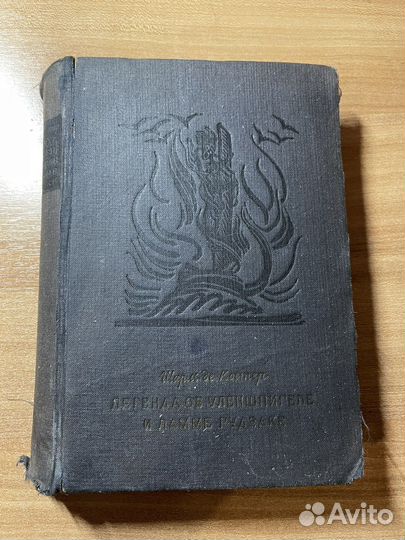 Шарль де Костер
ЛЕГЕНДА ОБ УЛЕНШПИГЕЛЕ
И ЛАММЕ ГУДЗАКЕ
Avito